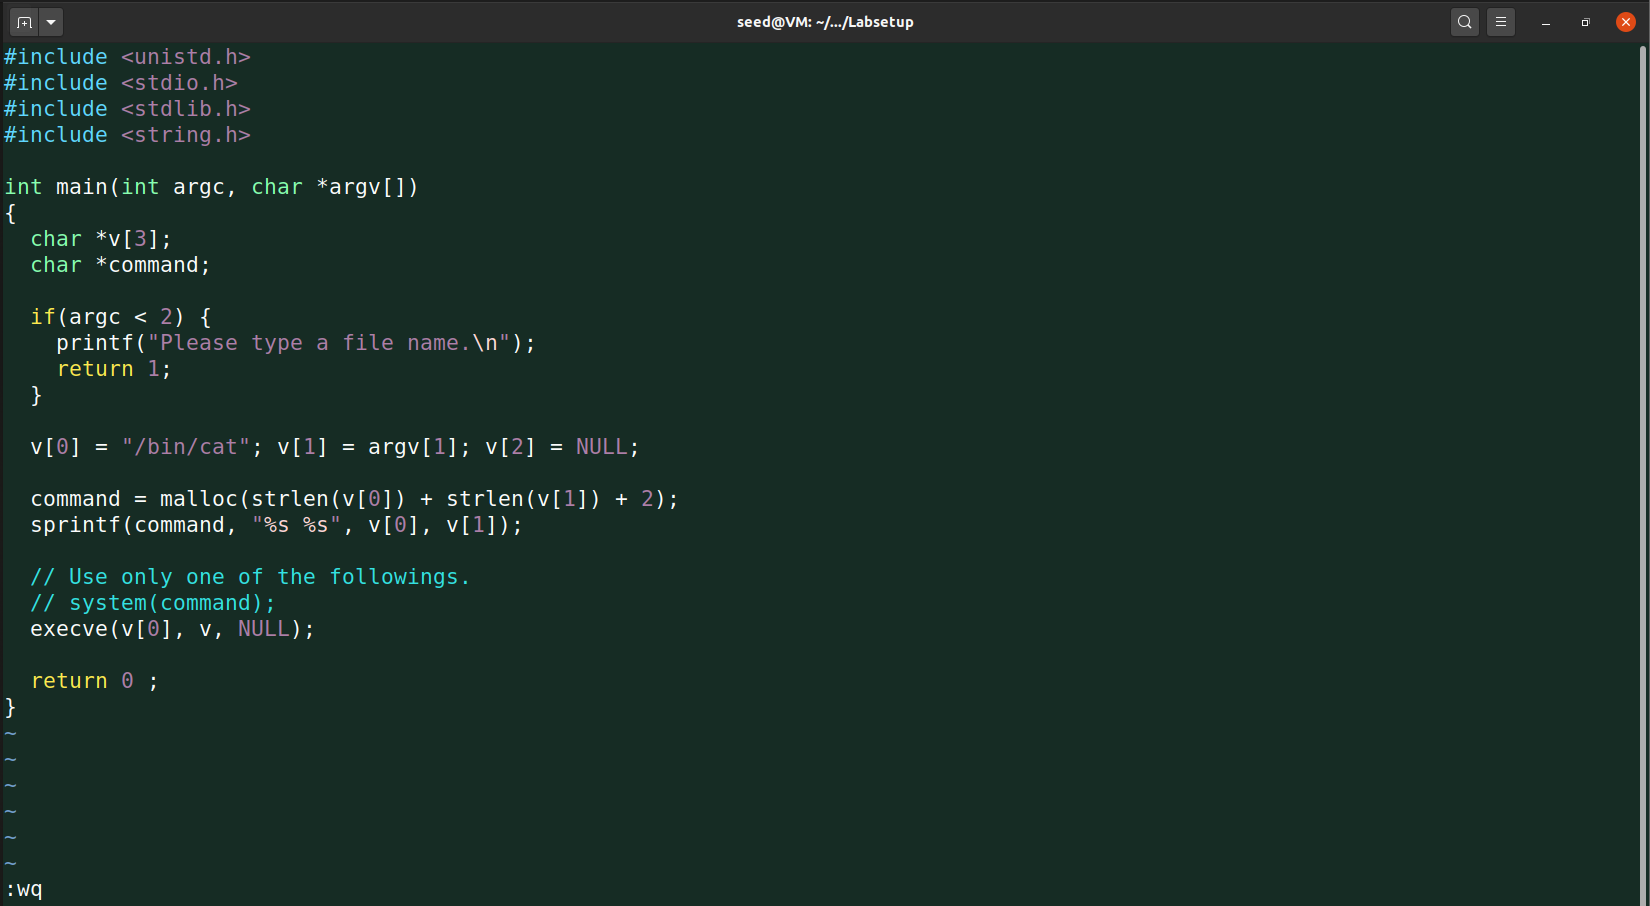 seed@VM: ~/.../Labsetup
#include <unistd.h>
#include <stdio.h>
#include <stdlib.h>
#include <string.h>

int main(int argc, char *argv[])
{
  char *v[3];
  char *command;

  if(argc < 2) {
    printf("Please type a file name.\n");
    return 1;
  }

  v[0] = "/bin/cat"; v[1] = argv[1]; v[2] = NULL;

  command = malloc(strlen(v[0]) + strlen(v[1]) + 2);
  sprintf(command, "%s %s", v[0], v[1]);

  // Use only one of the followings.
  // system(command);
  execve(v[0], v, NULL);

  return 0 ;
}
~
~
~
~
~
~
:wq